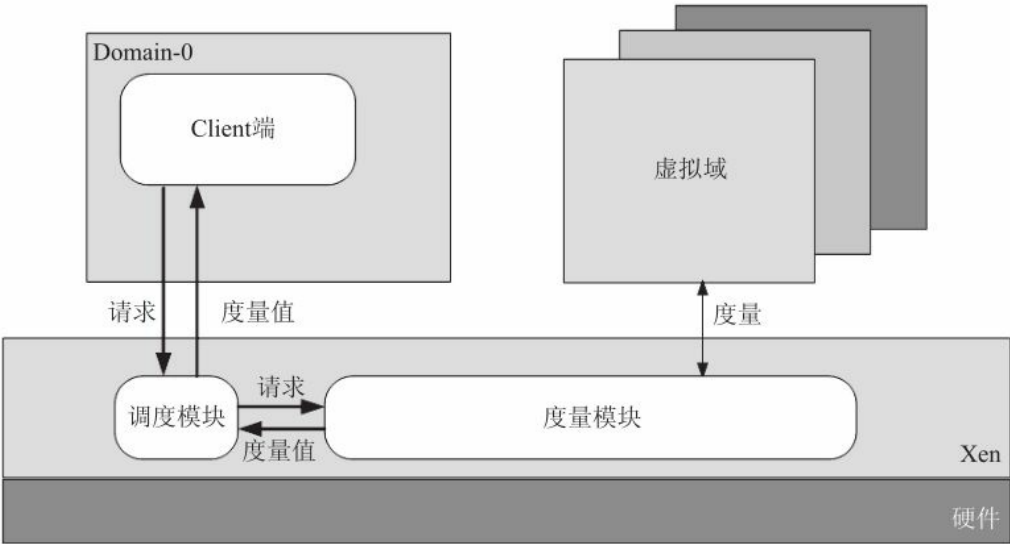 Domain-0
Client端
虚拟域
请求
度量值
度量
调度模块
请求
度量值
度量模块
Xen
硬件